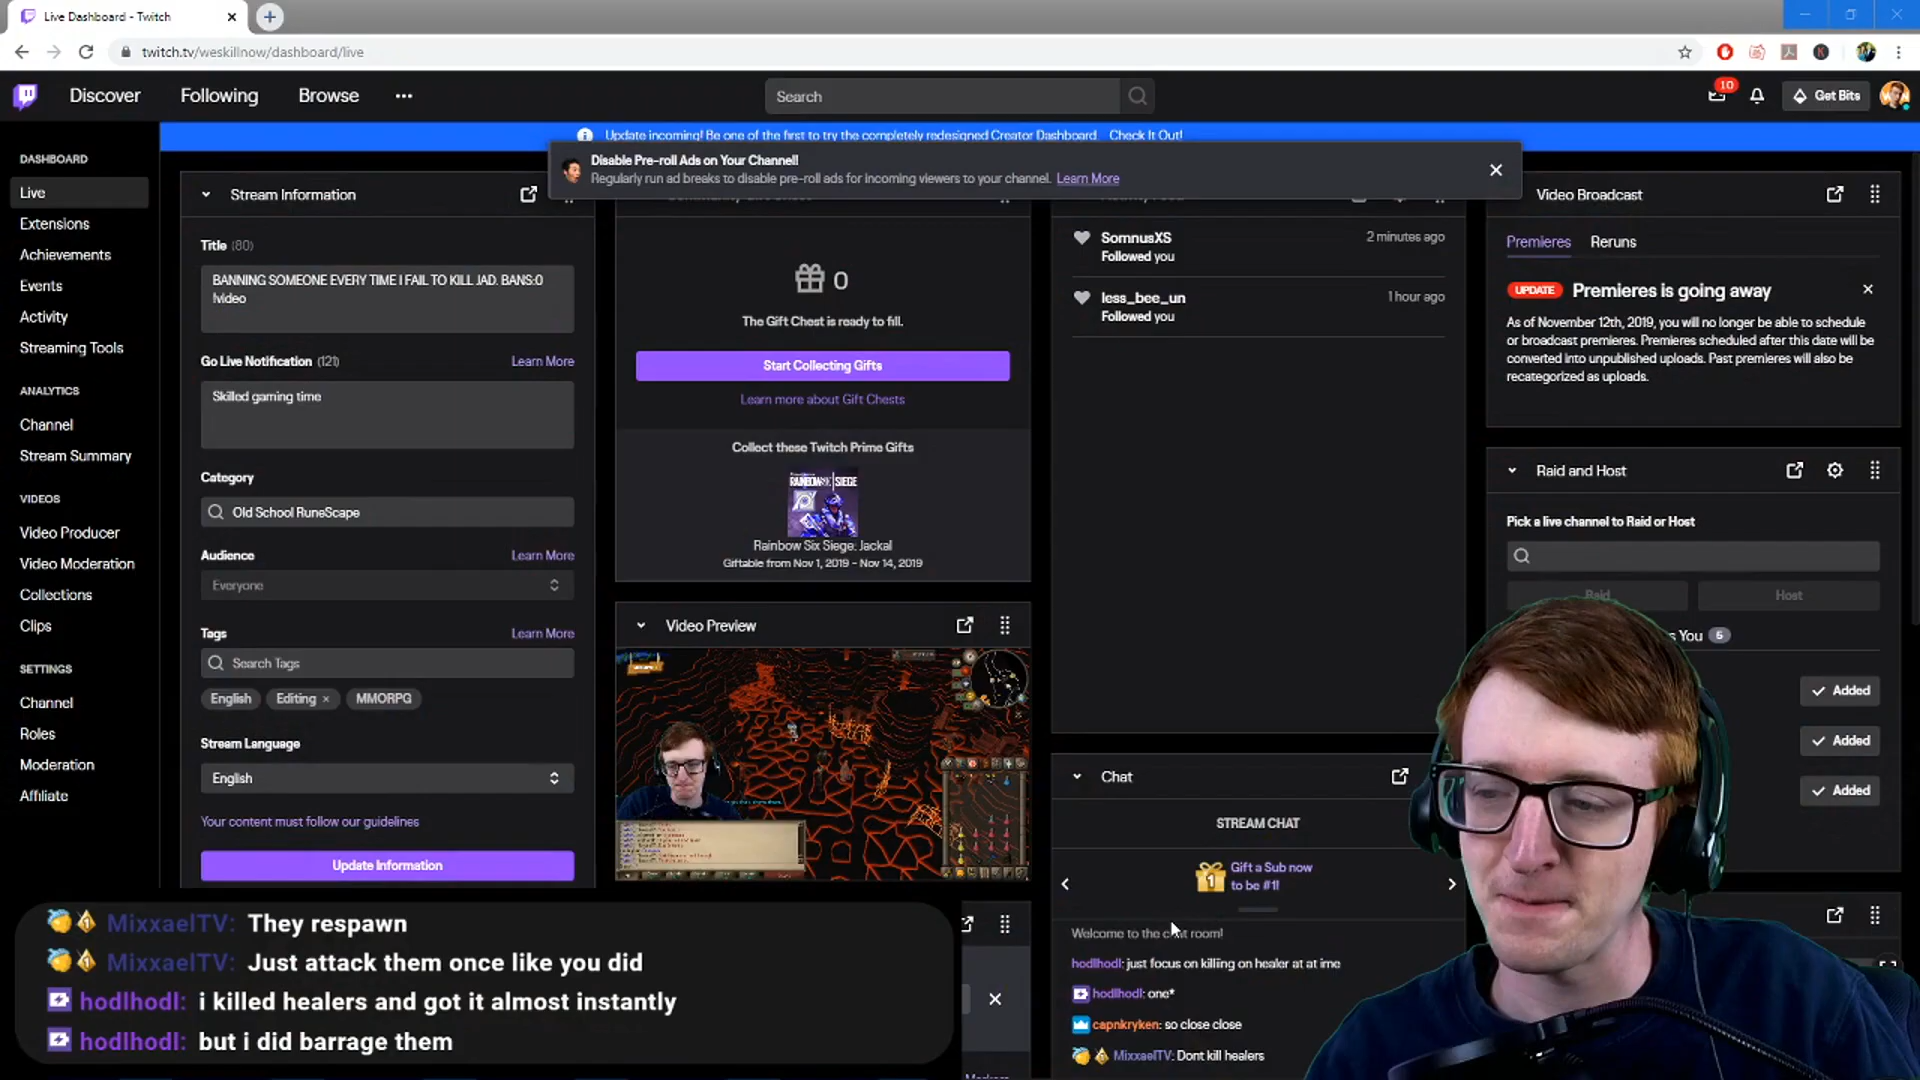 Live Dashboard - Twitch
twitch.tv/weskillnow/dashboard/live
Discover
Following
Browse
Search
10
Get Bits
Update incoming! Be one of the first to try the completely redesigned Creator Dashboard. Check It Out!
Disable Pre-roll Ads on Your Channel!
Regularly run ad breaks to disable pre-roll ads for incoming viewers to your channel. Learn More
DASHBOARD
Live
Extensions
Achievements
Events
Activity
Streaming Tools
ANALYTICS
Channel
Stream Summary
VIDEOS
Video Producer
Video Moderation
Collections
Clips
SETTINGS
Channel
Roles
Moderation
Affiliate
Stream Information
Title (80)
BANNING SOMEONE EVERY TIME I FAIL TO KILL JAD. BANS:0
!video
Go Live Notification (121)
Learn More
Skilled gaming time
Category
Old School RuneScape
Audience
Learn More
Everyone
Tags
Learn More
Search Tags
English
Editing
MMORPG
Stream Language
English
Your content must follow our guidelines
Update Information
0
The Gift Chest is ready to fill.
Start Collecting Gifts
Learn more about Gift Chests
Collect these Twitch Prime Gifts
SIEGE
Rainbow Six Siege: Jackal
Giftable from Nov 1, 2019 - Nov 14, 2019
Video Preview
SomnusXS
2 minutes ago
Followed you
less_bee_un
1 hour ago
Followed you
Chat
STREAM CHAT
1
Gift a Sub now
to be #1!
Welcome to the chat room!
hodlhodl: just focus on killing on healer at at ime
hodlhodl: one*
capnkryken: so close close
MixxaelTV: Dont kill healers
Video Broadcast
Premieres
Reruns
UPDATE
Premieres is going away
As of November 12th, 2019, you will no longer be able to schedule
or broadcast premieres. Premieres scheduled after this date will be
converted into unpublished uploads. Past premieres will also be
recategorized as uploads.
Raid and Host
Pick a live channel to Raid or Host
Raid
Host
s You
5
Added
Added
Added
MixxaelTV: They respawn
MixxaelTV: Just attack them once like you did
hodlhodl: i killed healers and got it almost instantly
hodlhodl: but i did barrage them